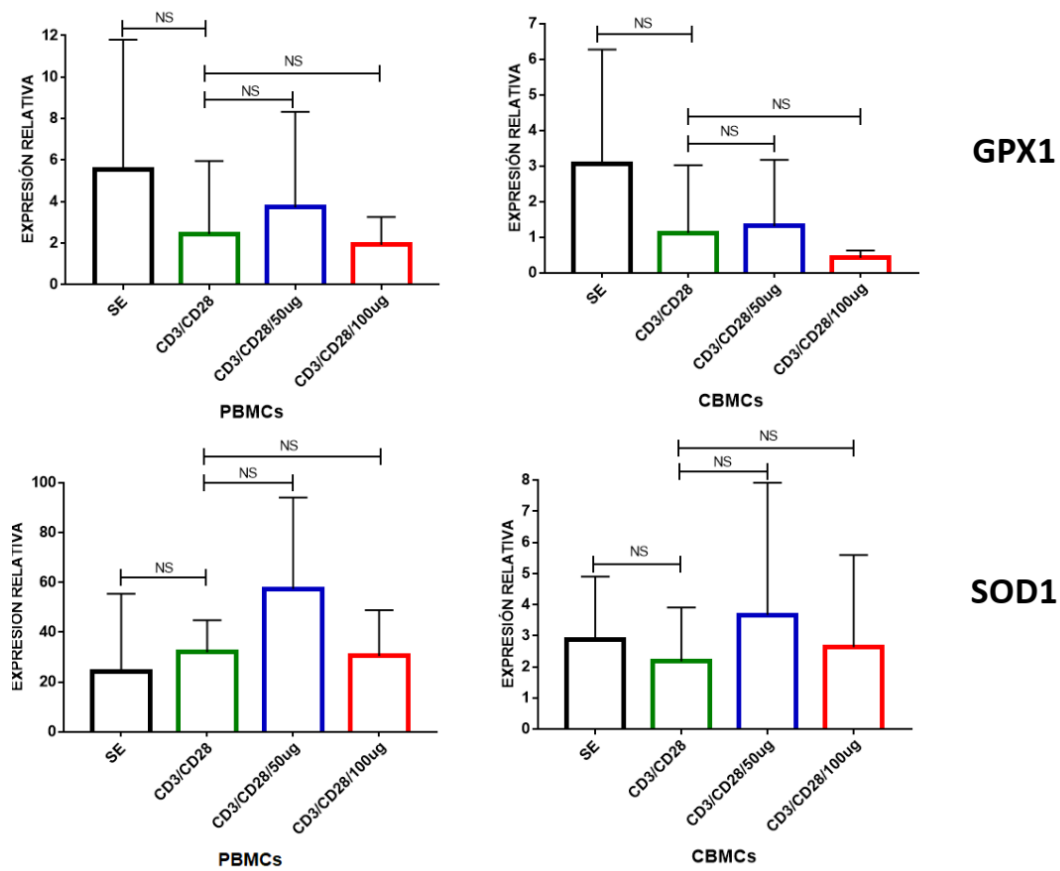 NS
NS
NS
EXPRESIÓN RELATIVA
12
10
8
6
4
2
0
SE
CD3/CD28
CD3/CD28/50ug
CD3/CD28/100ug
PBMCs
NS
NS
NS
EXPRESIÓN RELATIVA
7
6
5
4
3
2
1
0
SE
CD3/CD28
CD3/CD28/50ug
CD3/CD28/100ug
CBMCs
GPX1
NS
NS
NS
EXPRESION RELATIVA
100
80
60
40
20
0
SE
CD3/CD28
CD3/CD28/50ug
CD3/CD28/100ug
PBMCs
NS
NS
NS
EXPRESIÓN RELATIVA
8
7
6
5
4
3
2
1
0
SE
CD3/CD28
CD3/CD28/50ug
CD3/CD28/100ug
CBMCs
SOD1